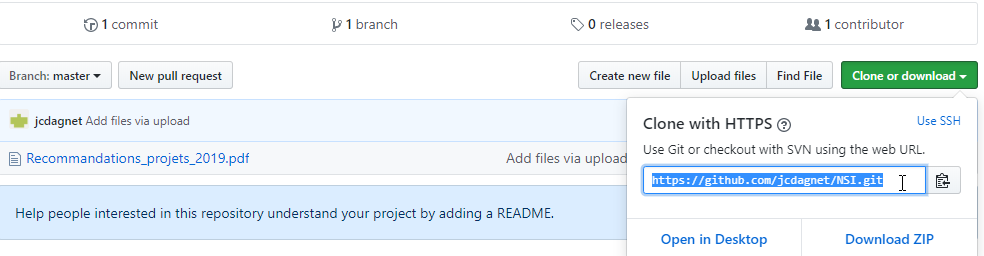 1 commit 1 branch 0 releases 1 contributor
Branch: master New pull request Create new file Upload files Find File Clone or download
jcdagnet Add files via upload
Recommandations_projets_2019.pdf Add files via upload
Help people interested in this repository understand your project by adding a README.
Clone with HTTPS Use SSH
Use Git or checkout with SVN using the web URL.
https://github.com/jcdagnet/NSI.git
Open in Desktop Download ZIP